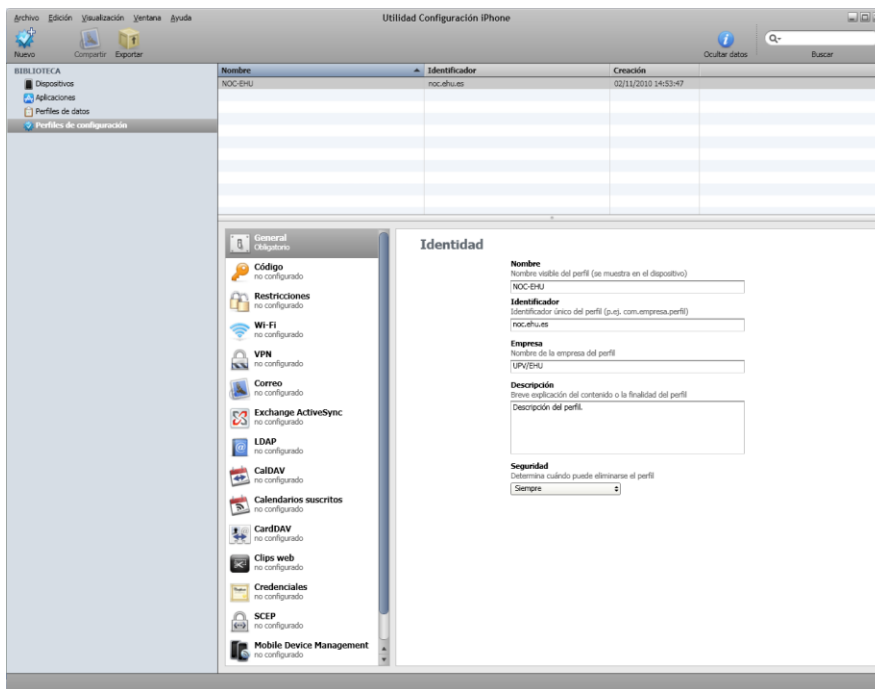 Archivo Edición Visualización Ventana Ayuda
Utilidad Configuración iPhone
Nuevo Compartir Exportar
Ocultar datos Buscar
BIBLIOTECA
Dispositivos
Aplicaciones
Perfiles de datos
Perfiles de configuración
Nombre Identificador Creación
NOC-EHU noc.ehu.es 02/11/2010 14:53:47
General
Obligatorio
Código
no configurado
Restricciones
no configurado
Wi-Fi
no configurado
VPN
no configurado
Correo
no configurado
Exchange ActiveSync
no configurado
LDAP
no configurado
CalDAV
no configurado
Calendarios suscritos
no configurado
CardDAV
no configurado
Clips web
no configurado
Credenciales
no configurado
SCEP
no configurado
Mobile Device Management
no configurado
Identidad
Nombre
Nombre visible del perfil (se muestra en el dispositivo)
NOC-EHU
Identificador
Identificador único del perfil (p.ej. com.empresa.perfil)
noc.ehu.es
Empresa
Nombre de la empresa del perfil
UPV/EHU
Descripción
Breve explicación del contenido o la finalidad del perfil
Descripción del perfil.
Seguridad
Determina cuándo puede eliminarse el perfil
Siempre